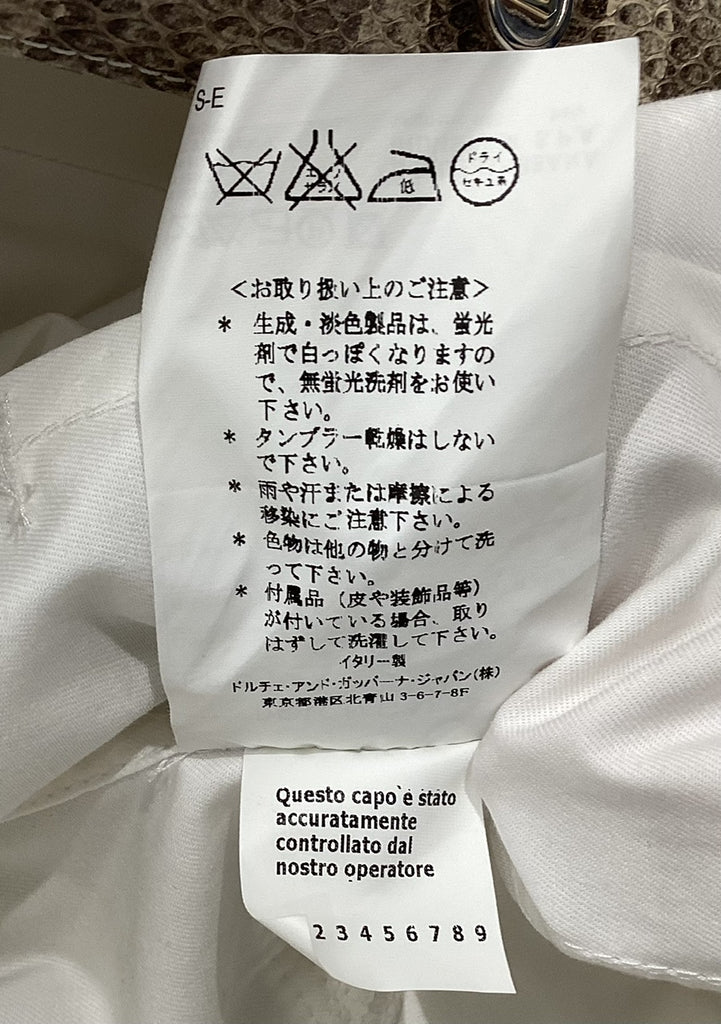 S-E
低
ドライ
セキユ系
<お取り扱い上のご注意>
* 生成・淡色製品は、蛍光
剤で白っぽくなりますの
で、無蛍光洗剤をお使い
下さい。
* タンブラー乾燥はしない
で下さい。
* 雨や汗または摩擦による
移染にご注意下さい。
* 色物は他の物と分けて洗
って下さい。
* 付属品（皮や装飾品等）
が付いている場合、取り
はずして洗濯して下さい。
イタリー製
ドルチェ・アンド・ガッバーナ・ジャパン(株)
東京都港区北青山 3-6-7-8F
Questo capo è stato
accuratamente
controllato dal
nostro operatore
2 3 4 5 6 7 8 9